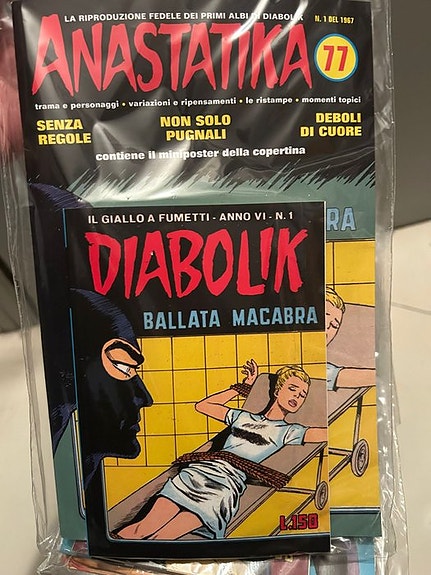 LA RIPRODUZIONE FEDELE DEI PRIMI ALBI DI DIABOLIK
N. 1 DEL 1967
ANASTATIKA
77
trama e personaggi • variazioni e ripensamenti • le ristampe • momenti topici
SENZA REGOLE
NON SOLO PUGNALI
DEBOLI DI CUORE
contiene il miniposter della copertina
BRA
IL GIALLO A FUMETTI - ANNO VI - N. 1
DIABOLIK
BALLATA MACABRA
L.150